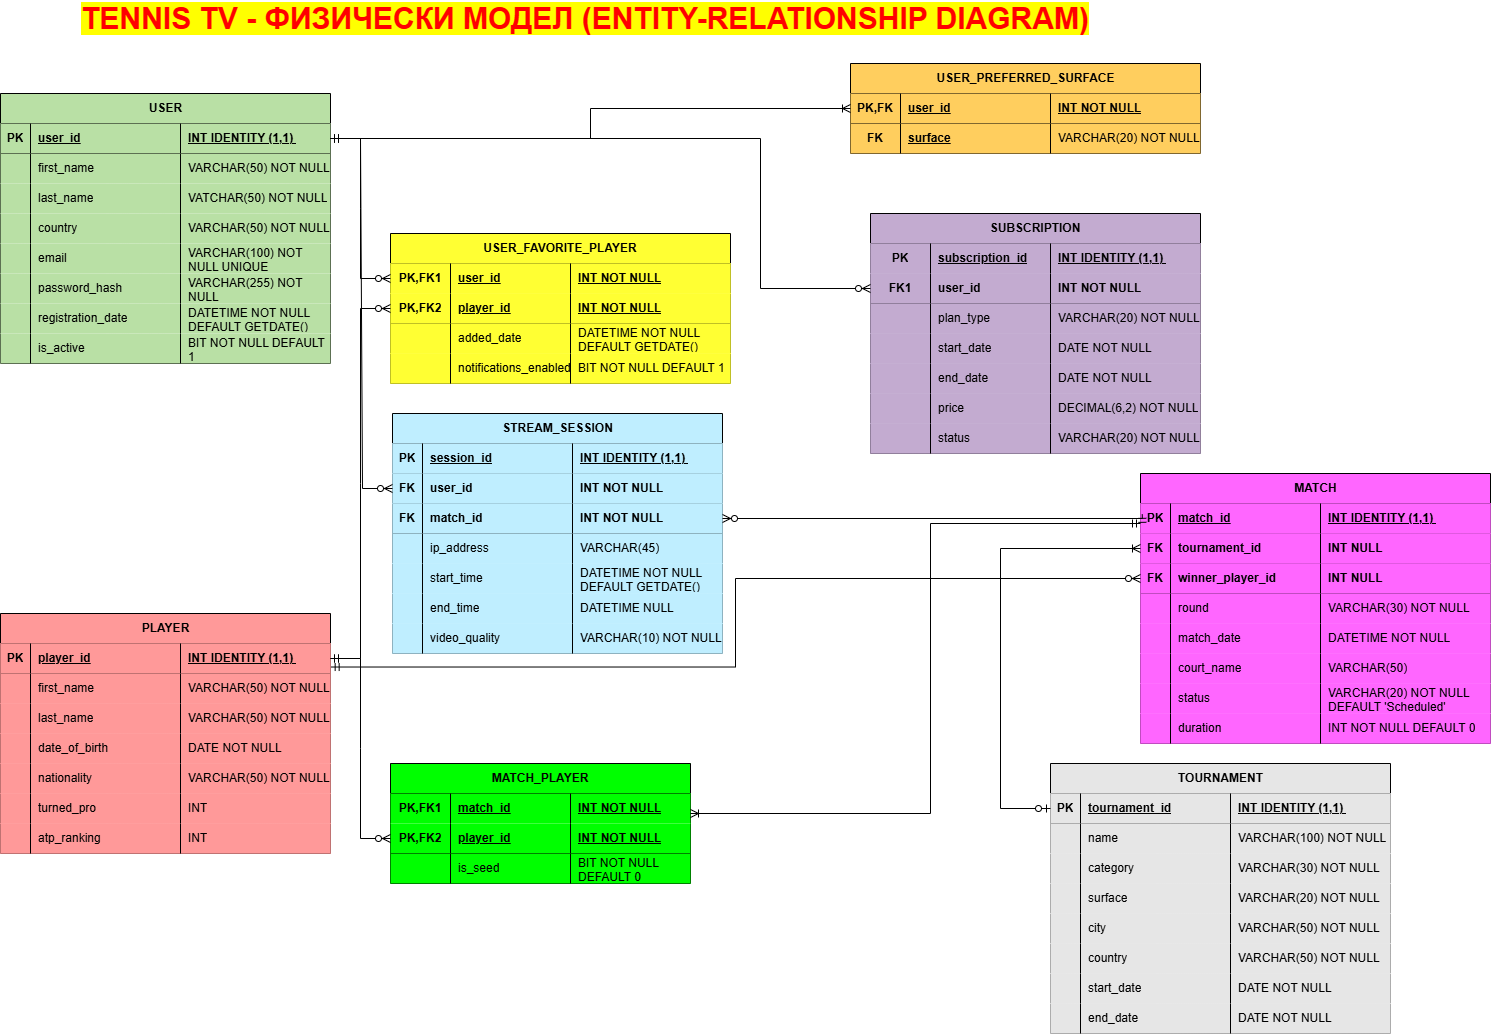 TENNIS TV - ФИЗИЧЕСКИ МОДЕЛ (ENTITY-RELATIONSHIP DIAGRAM)
USER
PK user_id INT IDENTITY (1,1)
first_name VARCHAR(50) NOT NULL
last_name VATCHAR(50) NOT NULL
country VARCHAR(50) NOT NULL
email VARCHAR(100) NOT
NULL UNIQUE
password_hash VARCHAR(255) NOT
NULL
registration_date DATETIME NOT NULL
DEFAULT GETDATE()
is_active BIT NOT NULL DEFAULT
1
USER_PREFERRED_SURFACE
PK,FK user_id INT NOT NULL
FK surface VARCHAR(20) NOT NULL
USER_FAVORITE_PLAYER
PK,FK1 user_id INT NOT NULL
PK,FK2 player_id INT NOT NULL
added_date DATETIME NOT NULL
DEFAULT GETDATE()
notifications_enabled BIT NOT NULL DEFAULT 1
SUBSCRIPTION
PK subscription_id INT IDENTITY (1,1)
FK1 user_id INT NOT NULL
plan_type VARCHAR(20) NOT NULL
start_date DATE NOT NULL
end_date DATE NOT NULL
price DECIMAL(6,2) NOT NULL
status VARCHAR(20) NOT NULL
STREAM_SESSION
PK session_id INT IDENTITY (1,1)
FK user_id INT NOT NULL
FK match_id INT NOT NULL
ip_address VARCHAR(45)
start_time DATETIME NOT NULL
DEFAULT GETDATE()
end_time DATETIME NULL
video_quality VARCHAR(10) NOT NULL
MATCH
PK match_id INT IDENTITY (1,1)
FK tournament_id INT NULL
FK winner_player_id INT NULL
round VARCHAR(30) NOT NULL
match_date DATETIME NOT NULL
court_name VARCHAR(50)
status VARCHAR(20) NOT NULL
DEFAULT 'Scheduled'
duration INT NOT NULL DEFAULT 0
PLAYER
PK player_id INT IDENTITY (1,1)
first_name VARCHAR(50) NOT NULL
last_name VARCHAR(50) NOT NULL
date_of_birth DATE NOT NULL
nationality VARCHAR(50) NOT NULL
turned_pro INT
atp_ranking INT
MATCH_PLAYER
PK,FK1 match_id INT NOT NULL
PK,FK2 player_id INT NOT NULL
is_seed BIT NOT NULL
DEFAULT 0
TOURNAMENT
PK tournament_id INT IDENTITY (1,1)
name VARCHAR(100) NOT NULL
category VARCHAR(30) NOT NULL
surface VARCHAR(20) NOT NULL
city VARCHAR(50) NOT NULL
country VARCHAR(50) NOT NULL
start_date DATE NOT NULL
end_date DATE NOT NULL